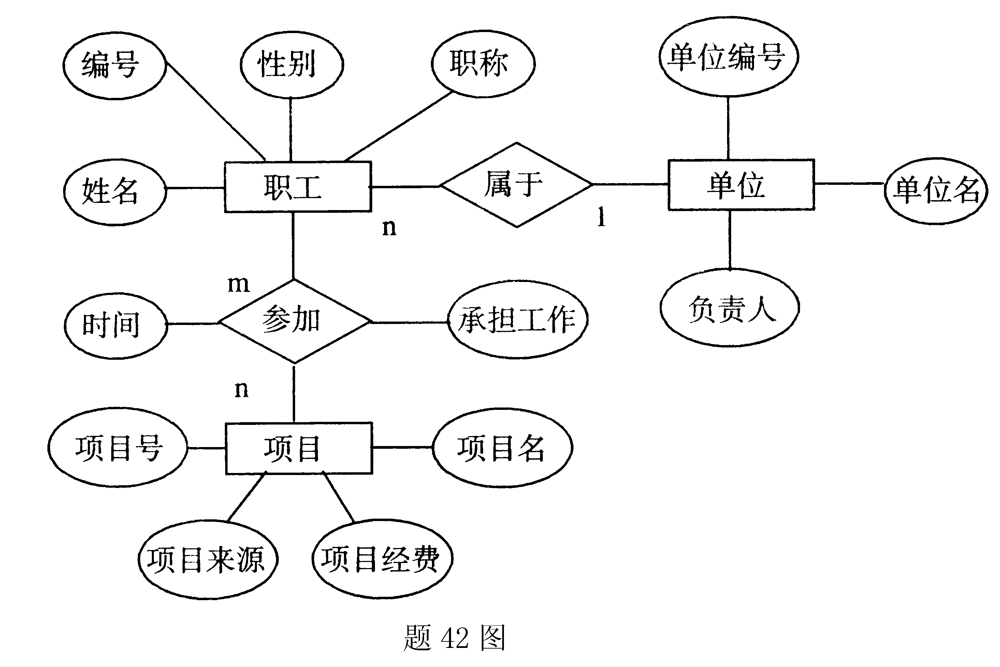 编号
性别
职称
单位编号
姓名
职工
属于
单位
单位名
n
1
m
时间
参加
承担工作
负责人
n
项目号
项目
项目名
项目来源
项目经费
题 42 图